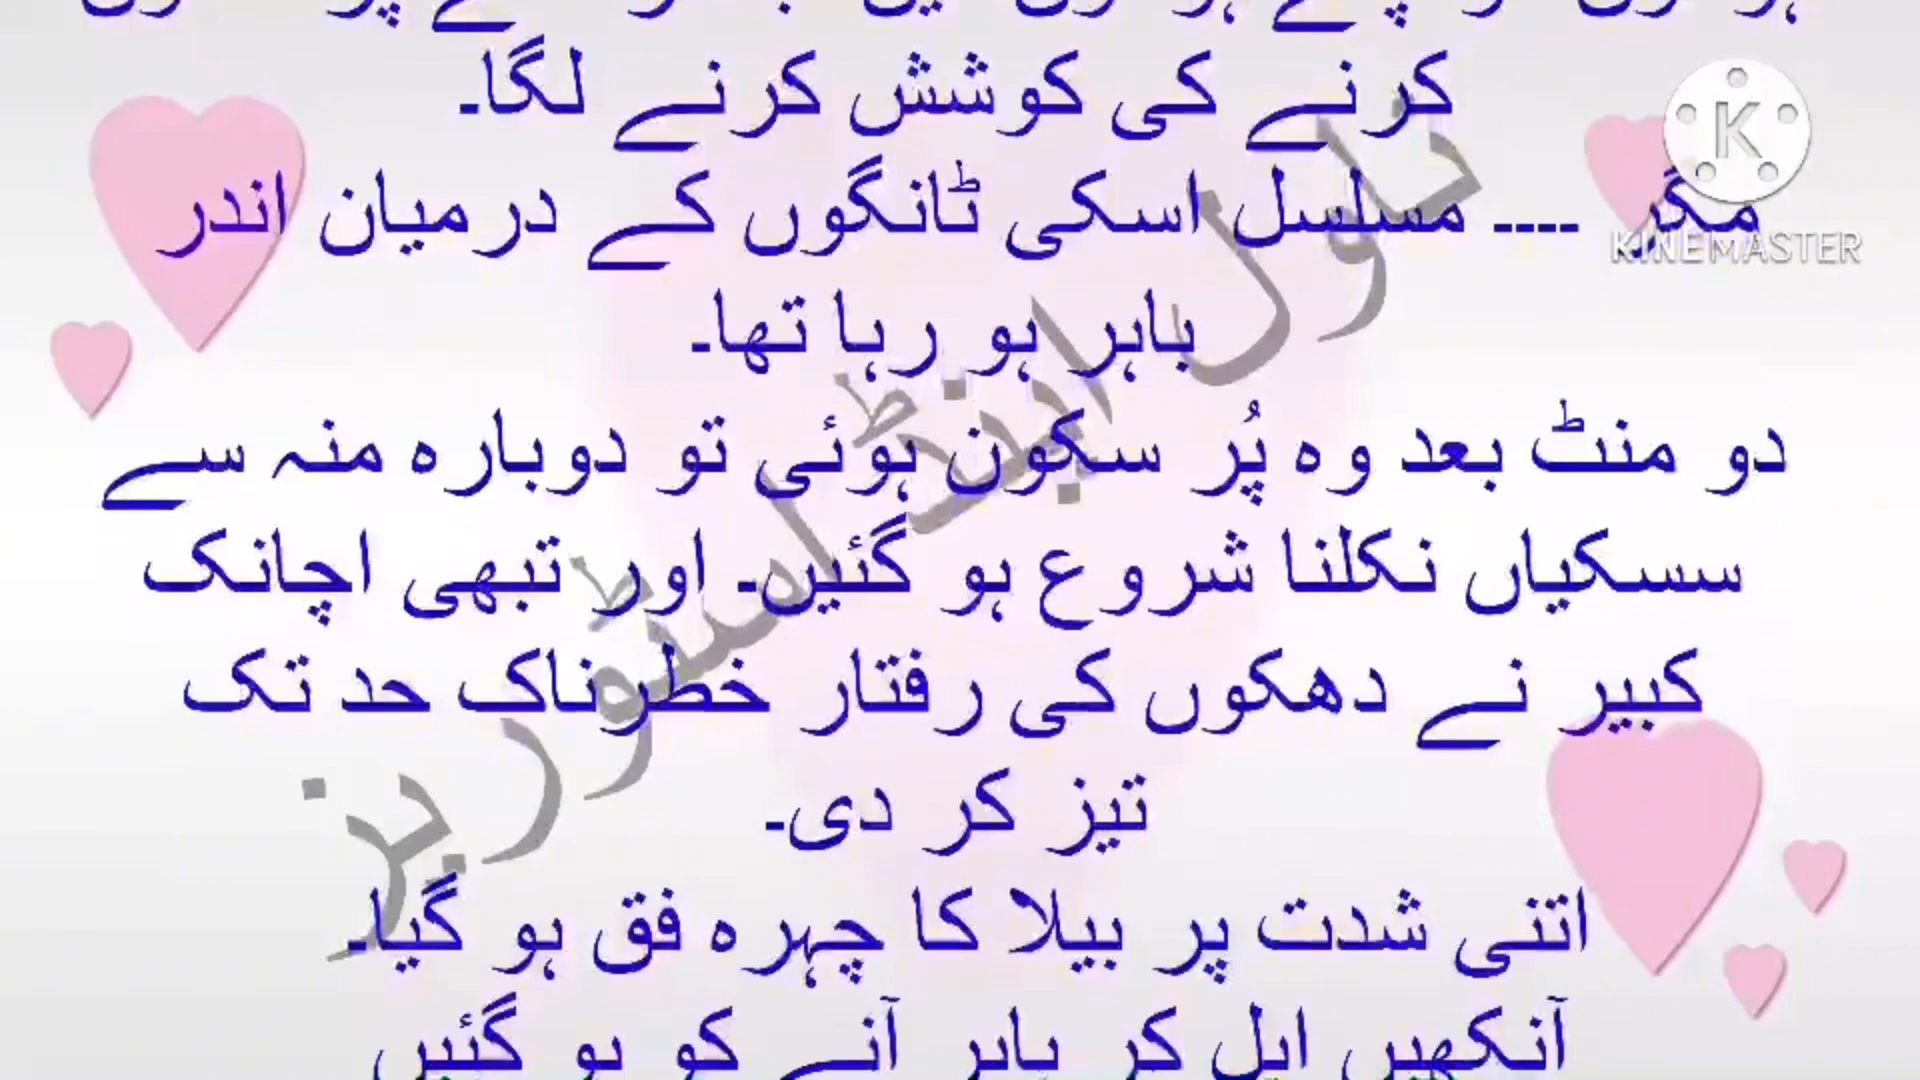 کرنے کی کوشش کرنے لگا۔
مگر ---- مسلسل اسکی ٹانگوں کے درمیان اندر
باہر ہو رہا تھا۔
دو منٹ بعد وہ پُر سکون ہوئی تو دوبارہ منہ سے
سسکیاں نکلنا شروع ہو گئیں۔ اور تبھی اچانک
کبیر نے دھکوں کی رفتار خطرناک حد تک
تیز کر دی۔
اتنی شدت پر بیلا کا چہرہ فق ہو گیا۔
آنکھیں ابل کر باہر آنے کو ہو گئیں
ناول اینڈ اسٹوریز
K
KINEMASTER